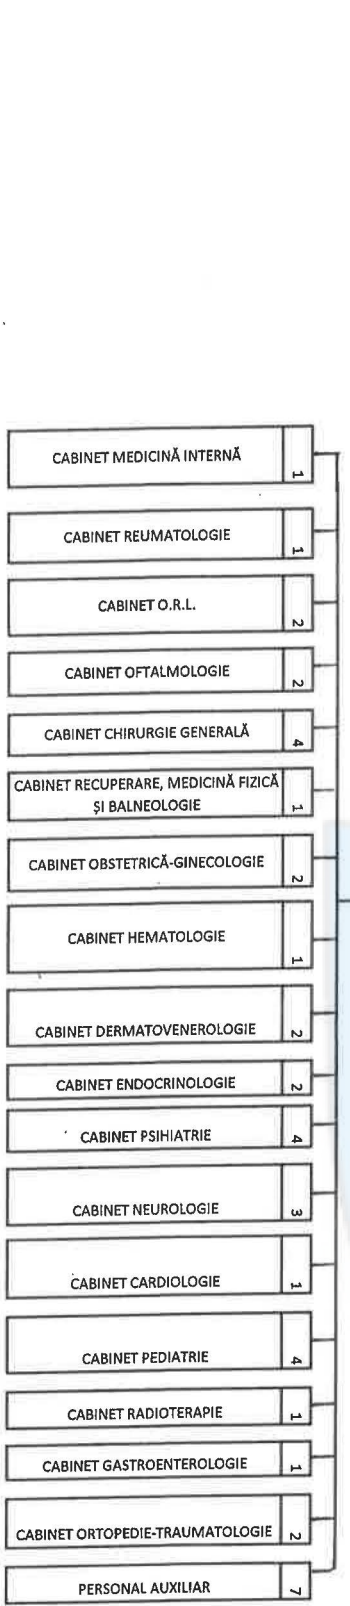 CABINET MEDICINĂ INTERNĂ 1
CABINET REUMATOLOGIE 1
CABINET O.R.L. 2
CABINET OFTALMOLOGIE 2
CABINET CHIRURGIE GENERALĂ 4
CABINET RECUPERARE, MEDICINĂ FIZICĂ
ȘI BALNEOLOGIE 1
CABINET OBSTETRICĂ-GINECOLOGIE 2
CABINET HEMATOLOGIE 1
CABINET DERMATOVENEROLOGIE 2
CABINET ENDOCRINOLOGIE 2
CABINET PSIHIATRIE 4
CABINET NEUROLOGIE 3
CABINET CARDIOLOGIE 1
CABINET PEDIATRIE 4
CABINET RADIOTERAPIE 1
CABINET GASTROENTEROLOGIE 1
CABINET ORTOPEDIE-TRAUMATOLOGIE 2
PERSONAL AUXILIAR 7